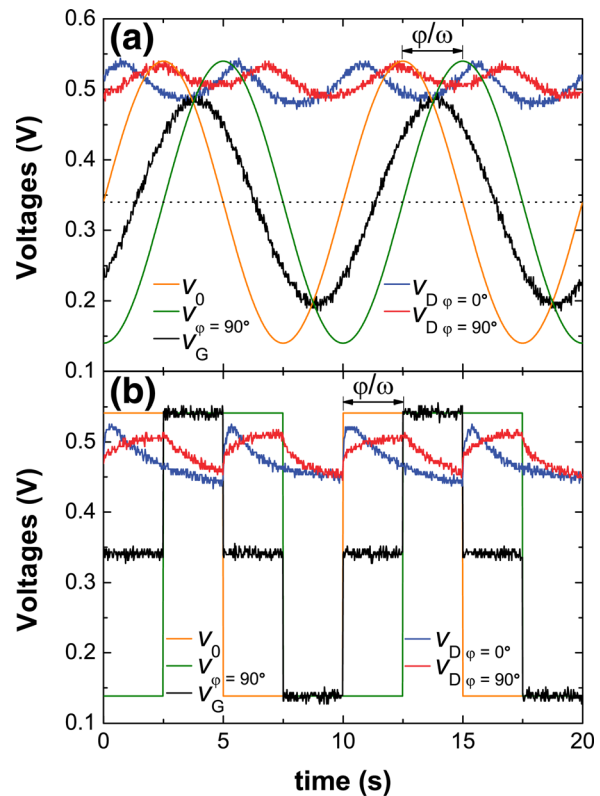 (a)
φ/ω
0.6
0.5
0.4
0.3
0.2
Voltages (V)
V0
Vφ = 90°
VG
VD φ = 0°
VD φ = 90°
(b)
φ/ω
0.5
0.4
0.3
0.2
0.1
Voltages (V)
V0
Vφ = 90°
VG
VD φ = 0°
VD φ = 90°
0 5 10 15 20
time (s)